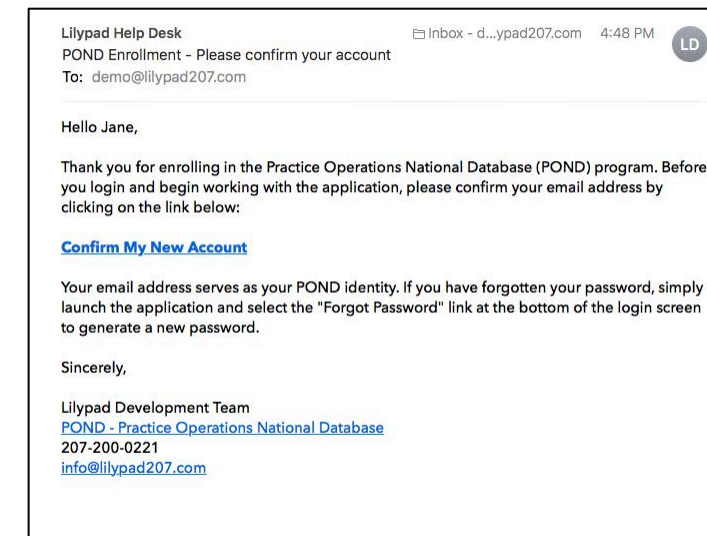 Lilypad Help Desk Inbox - d...ypad207.com 4:48 PM
LD
POND Enrollment - Please confirm your account
To: demo@lilypad207.com
Hello Jane,
Thank you for enrolling in the Practice Operations National Database (POND) program. Before
you login and begin working with the application, please confirm your email address by
clicking on the link below:
Confirm My New Account
Your email address serves as your POND identity. If you have forgotten your password, simply
launch the application and select the "Forgot Password" link at the bottom of the login screen
to generate a new password.
Sincerely,
Lilypad Development Team
POND - Practice Operations National Database
207-200-0221
info@lilypad207.com